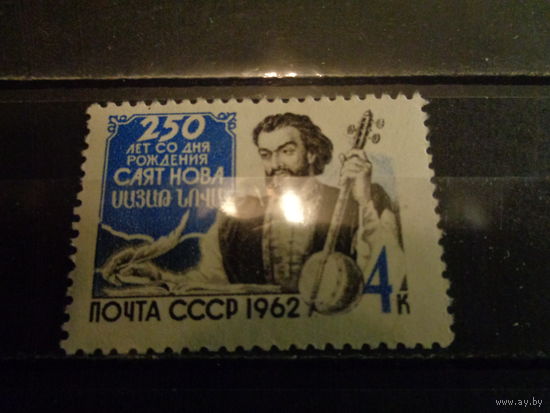 250
ЛЕТ СО ДНЯ
РОЖДЕНИЯ
САЯТ НОВА
ՍԱՅԱԹ ՆՈՎԱ
4 К
ПОЧТА СССР 1962
www.ay.by